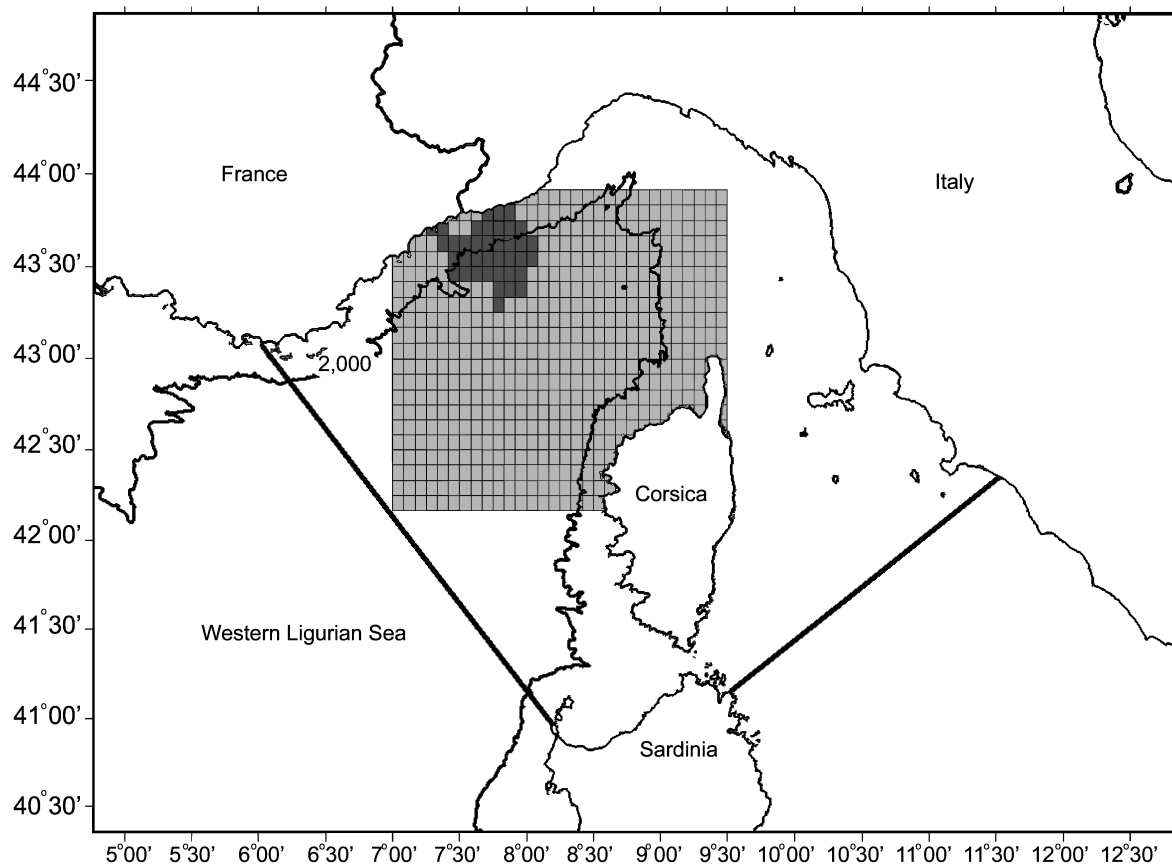 44°30’
44°00’
France
Italy
43°30’
43°00’
2,000
42°30’
Corsica
42°00’
41°30’
Western Ligurian Sea
41°00’
Sardinia
40°30’
5°00’ 5°30’ 6°00’ 6°30’ 7°00’ 7°30’ 8°00’ 8°30’ 9°00’ 9°30’ 10°00’ 10°30’ 11°00’ 11°30’ 12°00’ 12°30’